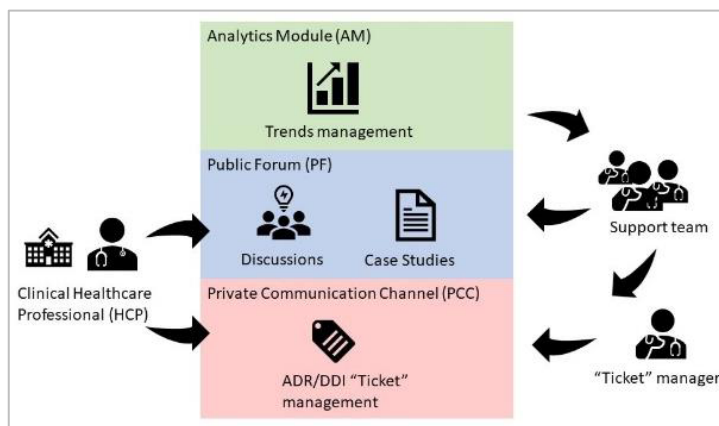 Analytics Module (AM)
Trends management
Public Forum (PF)
Discussions
Case Studies
Private Communication Channel (PCC)
ADR/DDI “Ticket”
management
Clinical Healthcare
Professional (HCP)
Support team
“Ticket” manager